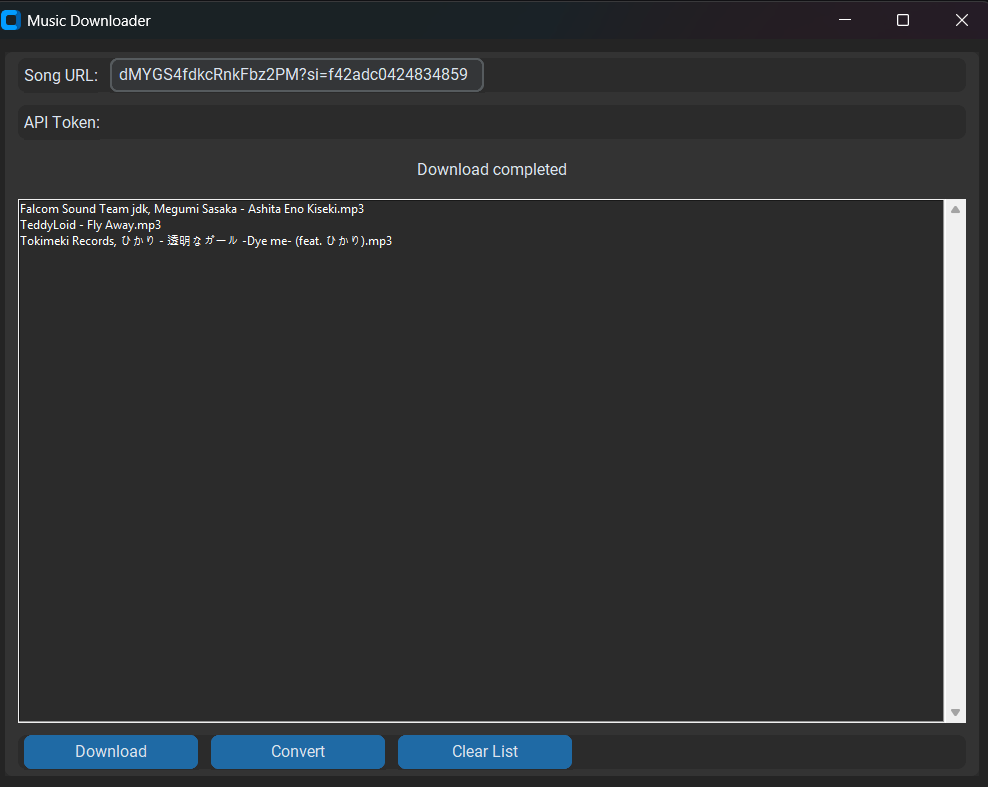 Music Downloader
Song URL: dMYGS4fdkcRnkFbz2PM?si=f42adc0424834859
API Token:
Download completed
Falcom Sound Team jdk, Megumi Sasaka - Ashita Eno Kiseki.mp3
TeddyLoid - Fly Away.mp3
Tokimeki Records, ひかり - 透明なガール -Dye me- (feat. ひかり).mp3
Download Convert Clear List